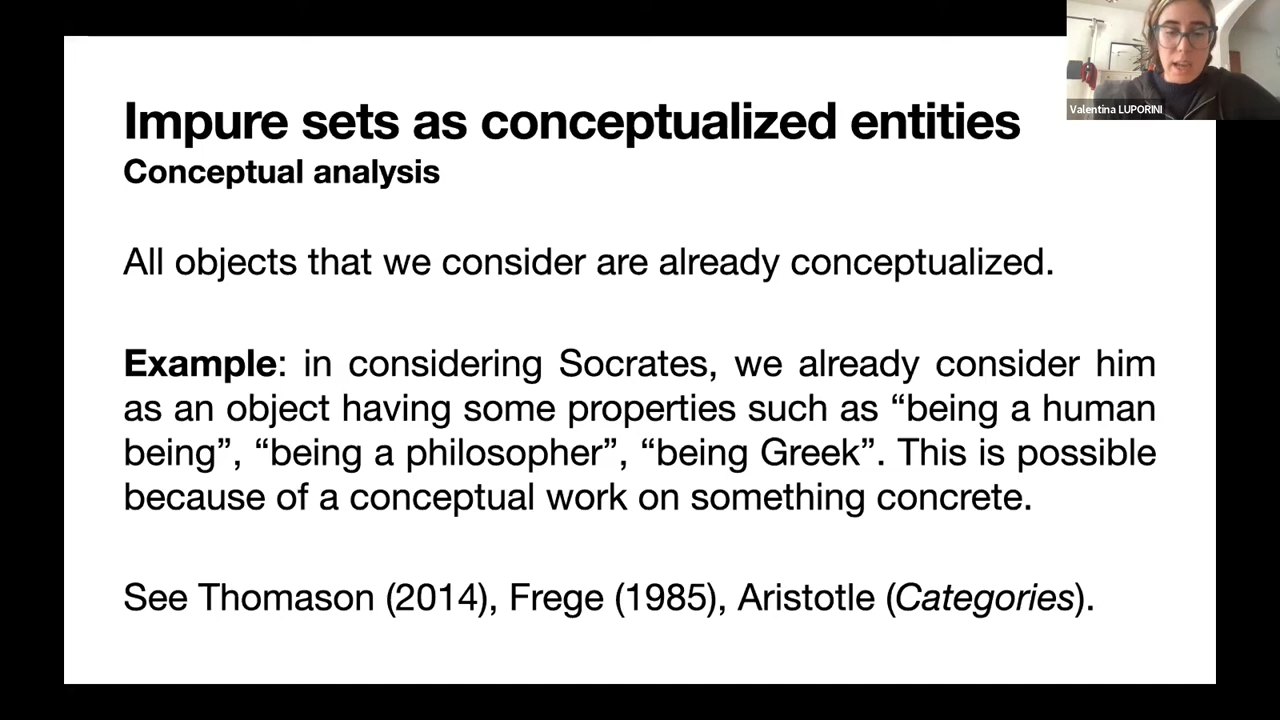 Impure sets as conceptualized entities
Conceptual analysis
All objects that we consider are already conceptualized.
Example: in considering Socrates, we already consider him
as an object having some properties such as “being a human
being”, “being a philosopher”, “being Greek”. This is possible
because of a conceptual work on something concrete.
See Thomason (2014), Frege (1985), Aristotle (Categories).
Valentina LUPORINI